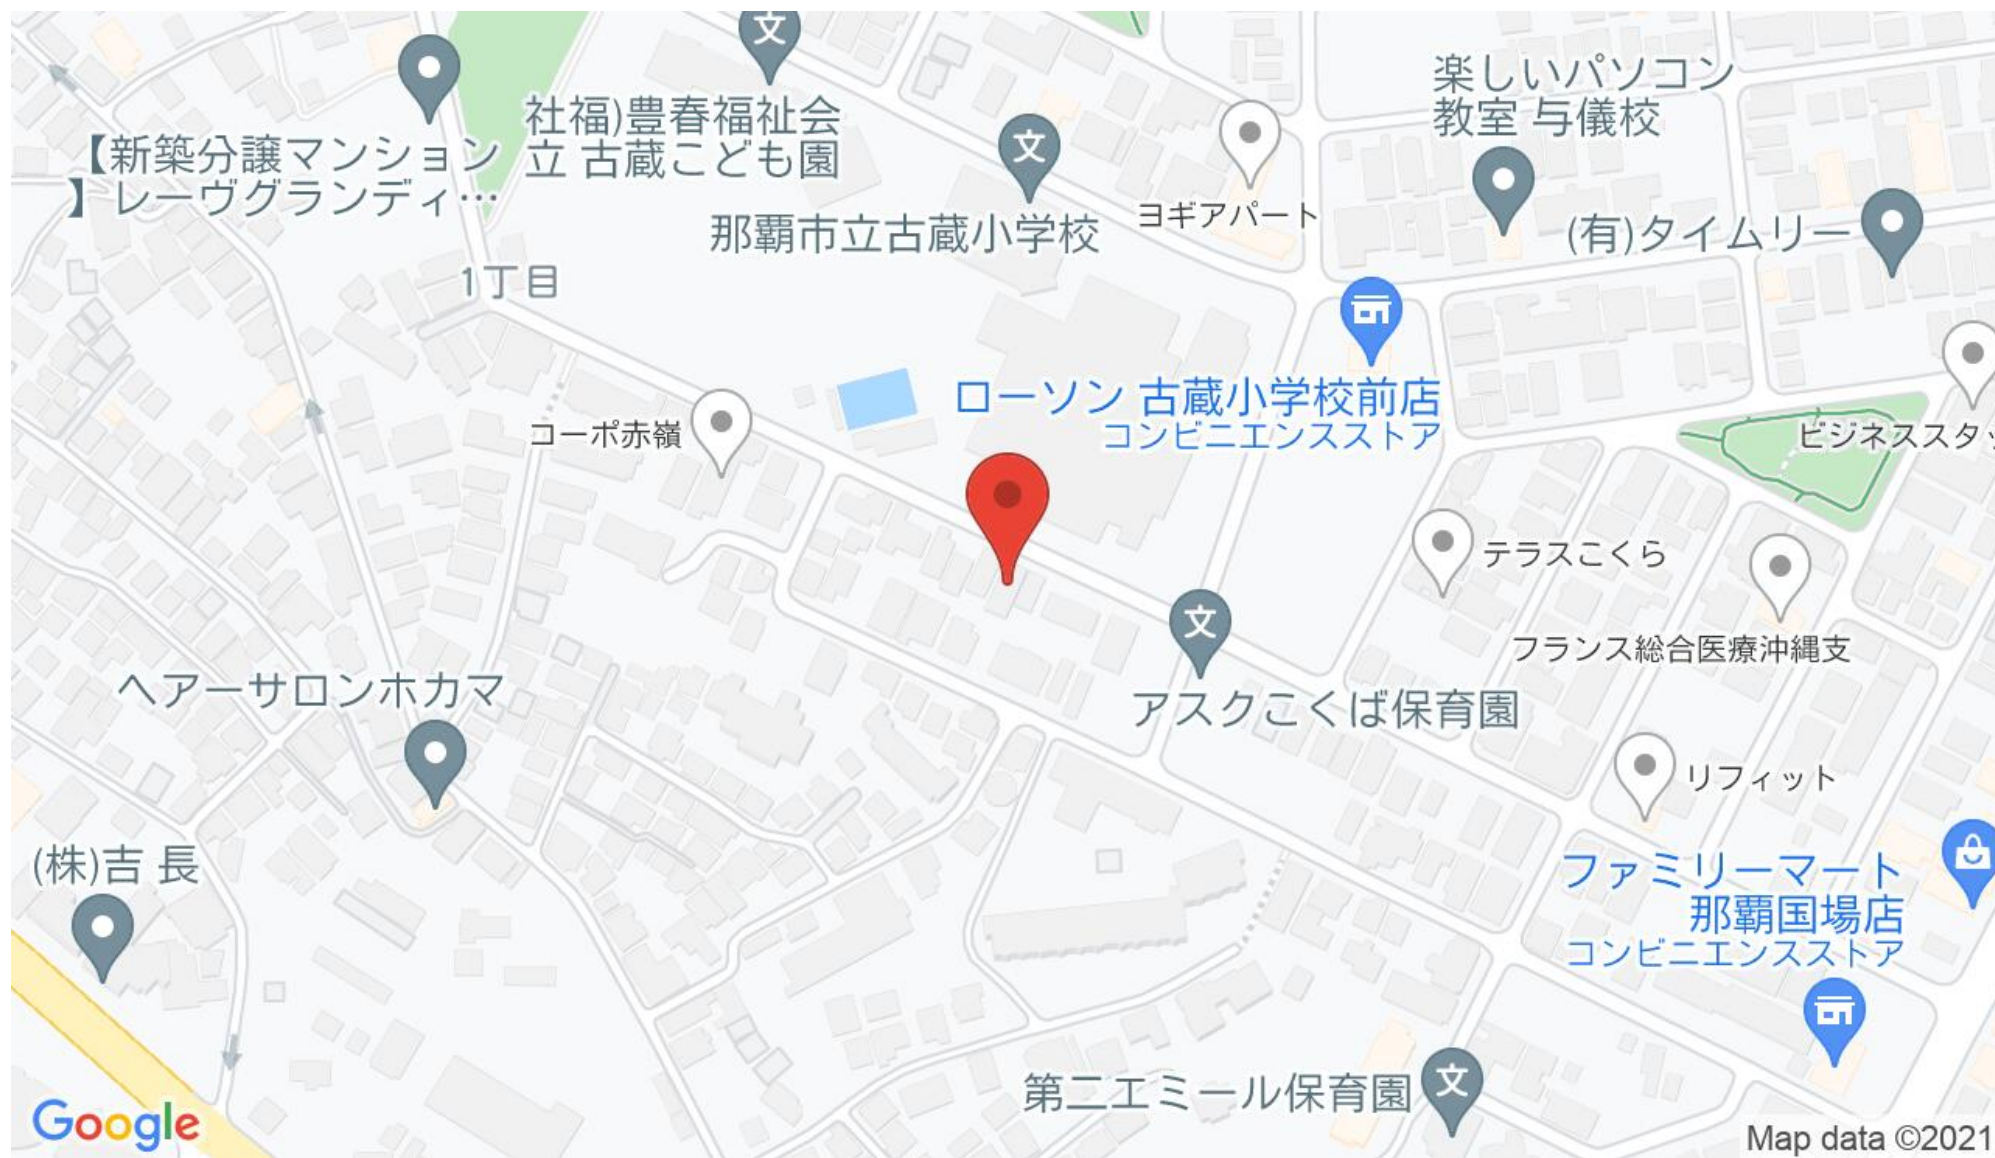 楽しいパソコン
教室 与儀校
社福)豊春福祉会
立 古蔵こども園
【新築分譲マンション
】レーヴグランディ…
那覇市立古蔵小学校
ヨギアパート
(有)タイムリー
1丁目
ローソン 古蔵小学校前店
コンビニエンスストア
コーポ赤嶺
ビジネススタッ
テラスこくら
フランス総合医療沖縄支
ヘアーサロンホカマ
アスクこくば保育園
リフィット
(株)吉 長
ファミリーマート
那覇国場店
コンビニエンスストア
第二エミール保育園
Google
Map data ©2021
文
文
文
文